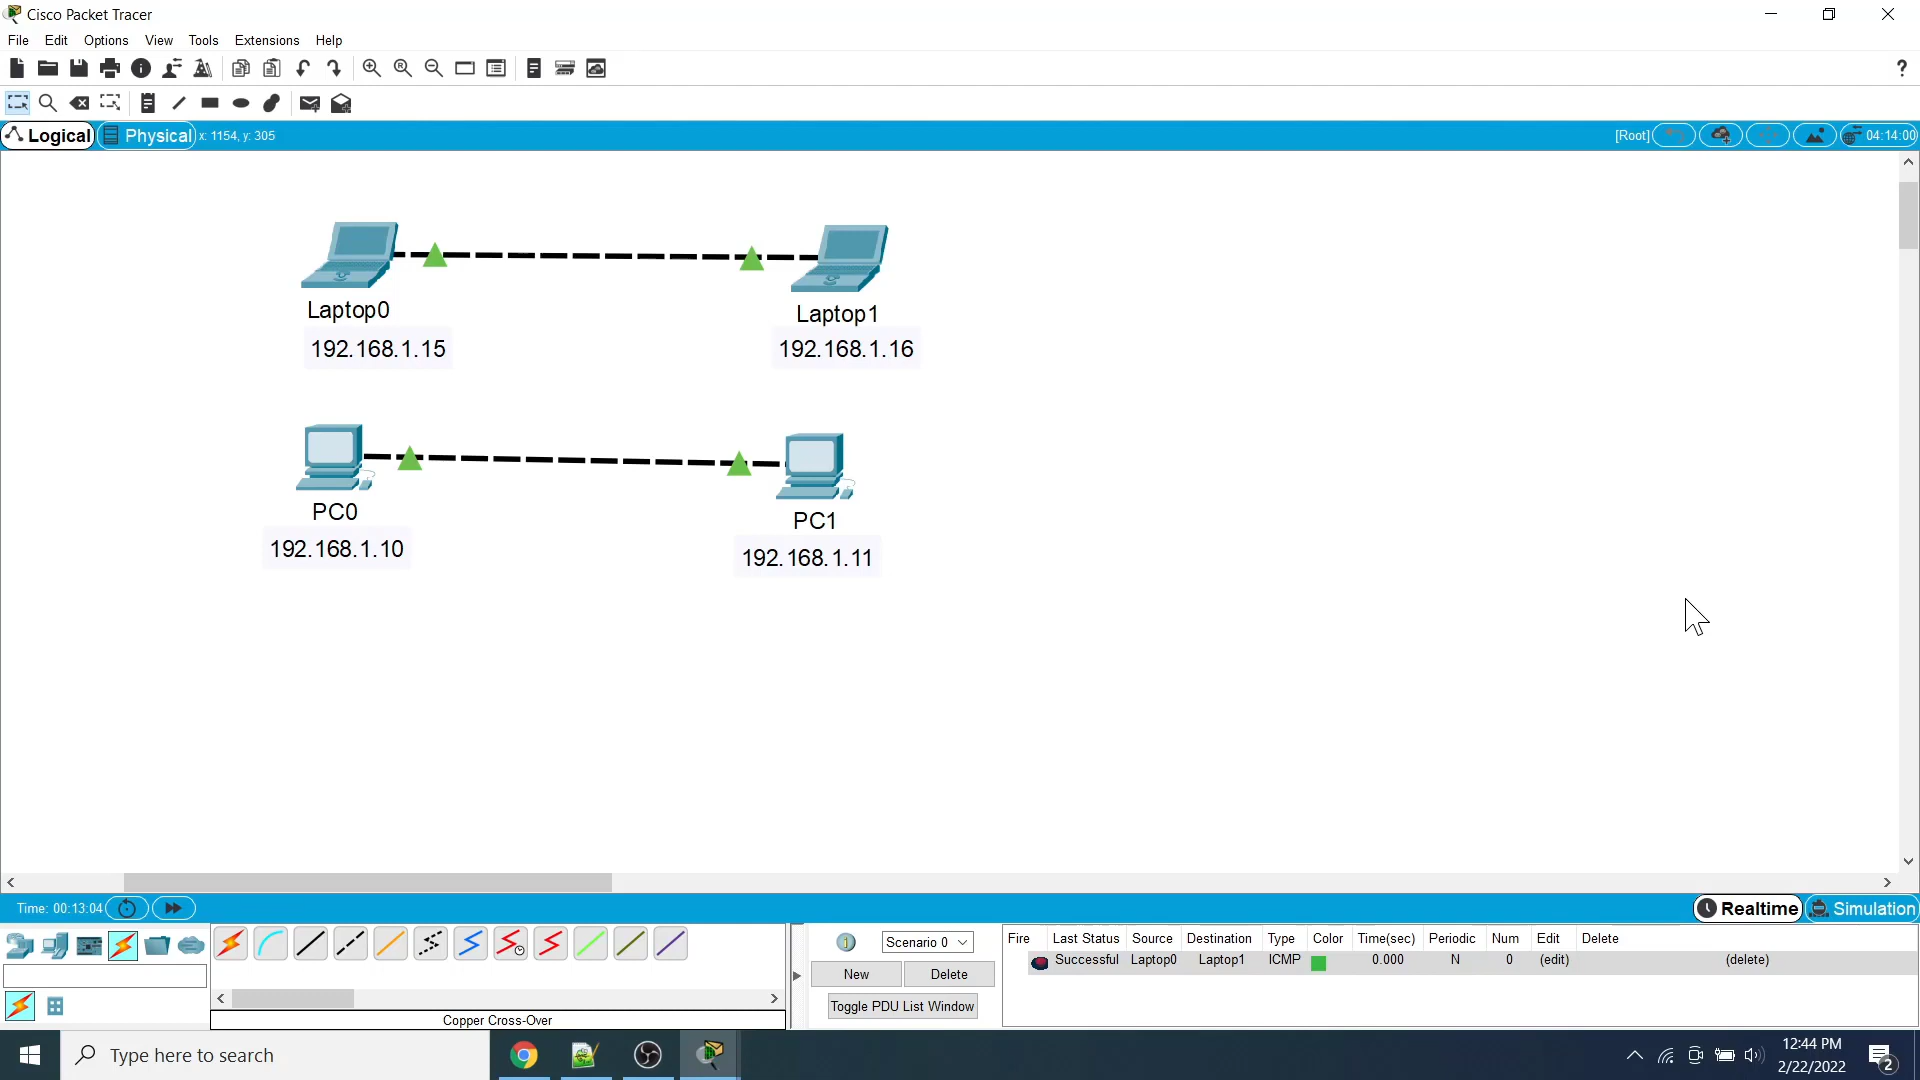 Cisco Packet Tracer
File Edit Options View Tools Extensions Help
?
Logical Physical x: 1154, y: 305 [Root] 04:14:00
Laptop0 Laptop1
192.168.1.15 192.168.1.16
PC0 PC1
192.168.1.10 192.168.1.11
Time: 00:13:04 Realtime Simulation
Scenario 0 Fire Last Status Source Destination Type Color Time(sec) Periodic Num Edit Delete
Successful Laptop0 Laptop1 ICMP 0.000 N 0 (edit) (delete)
New Delete
Toggle PDU List Window
Copper Cross-Over
Type here to search
12:44 PM
2/22/2022
2